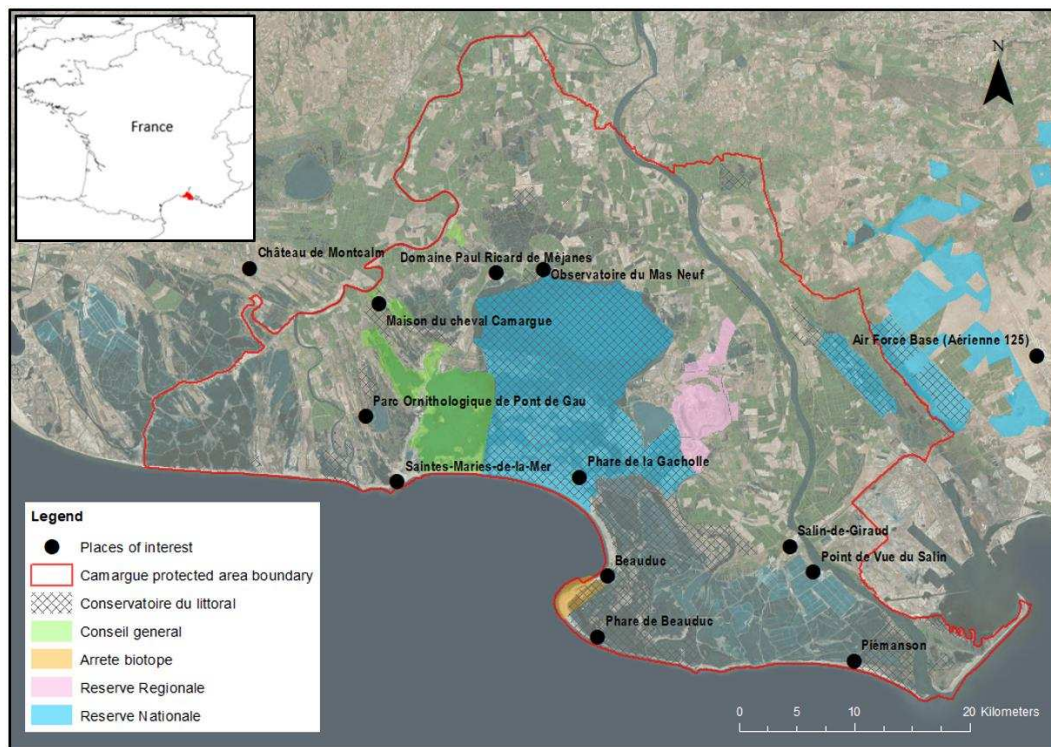 France
N
Château de Montcalm
Domaine Paul Ricard de Méjanes
Observatoire du Mas Neuf
Maison du cheval Camargue
Air Force Base (Aérienne 125)
Parc Ornithologique de Pont de Gau
Saintes-Maries-de-la-Mer
Phare de la Gacholle
Salin-de-Giraud
Point de Vue du Salin
Beauduc
Phare de Beauduc
Piémanson
Legend
Places of interest
Camargue protected area boundary
Conservatoire du littoral
Conseil general
Arrete biotope
Reserve Regionale
Reserve Nationale
0 5 10 20 Kilometers